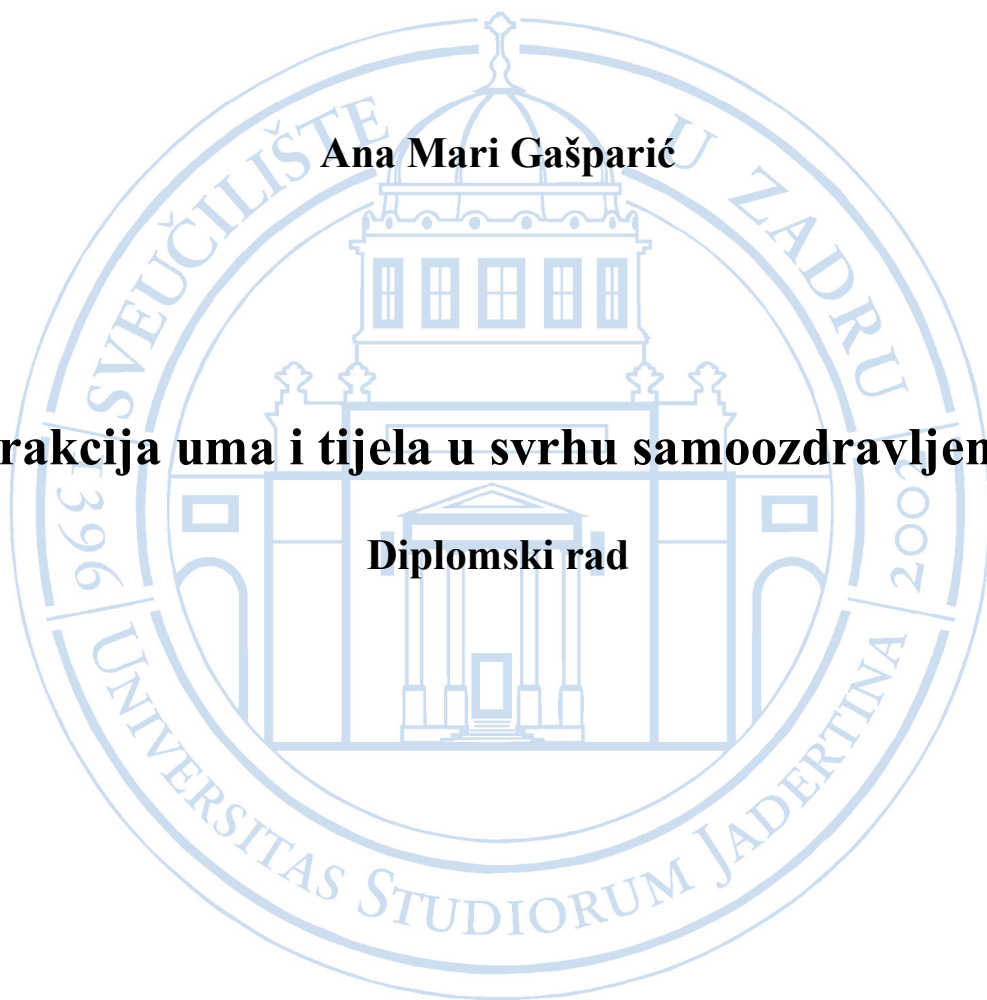 Ana Mari Gašparić
rakcija uma i tijela u svrhu samoozdravljen
Diplomski rad
SVEUČILIŠTE U ZADRU
1396
2002
UNIVERSITAS STUDIORUM JADERTINA